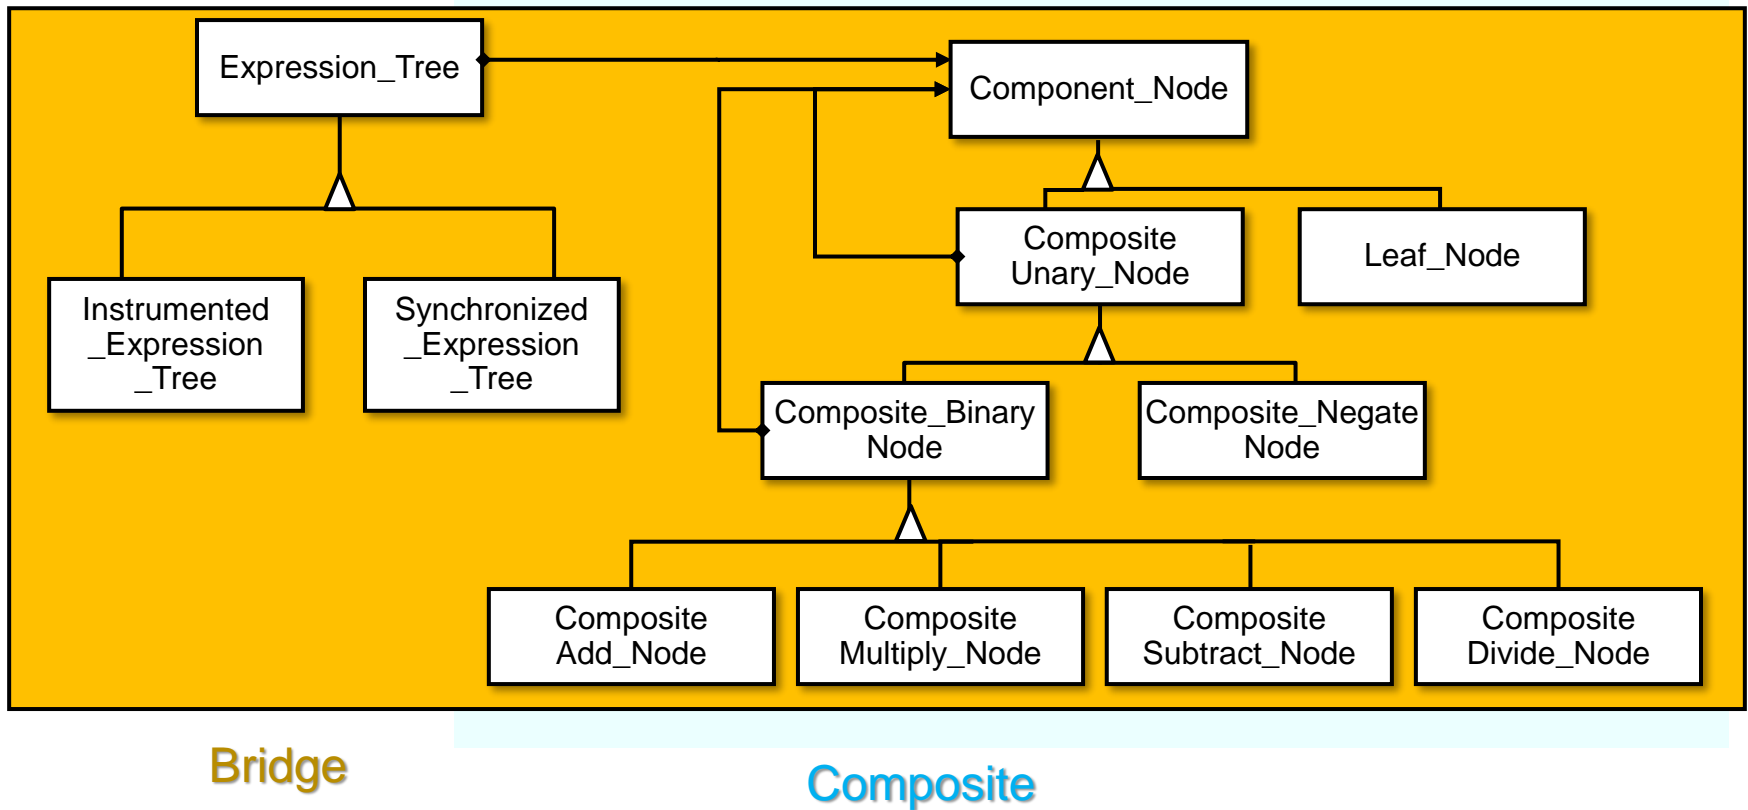 Expression_Tree
Component_Node
Composite
Unary_Node
Leaf_Node
Instrumented
_Expression
_Tree
Synchronized
_Expression
_Tree
Composite_Binary
Node
Composite_Negate
Node
Composite
Add_Node
Composite
Multiply_Node
Composite
Subtract_Node
Composite
Divide_Node
Bridge
Composite